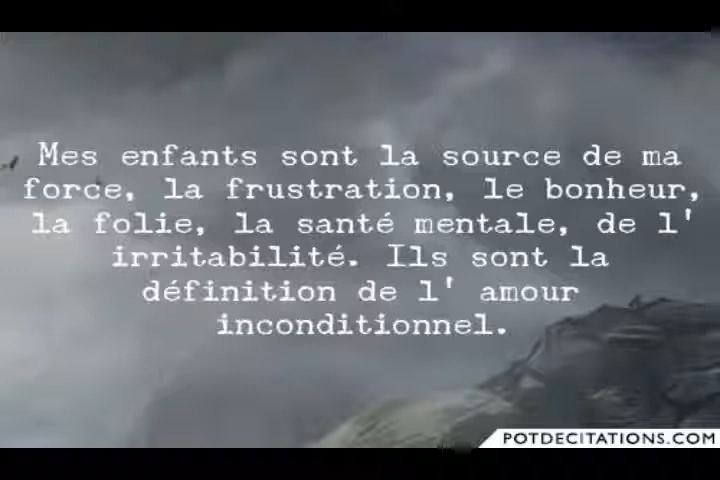 Mes enfants sont la source de ma
force, la frustration, le bonheur,
la folie, la santé mentale, de l'
irritabilité. Ils sont la
définition de l' amour
inconditionnel.
POTDECITATIONS.COM